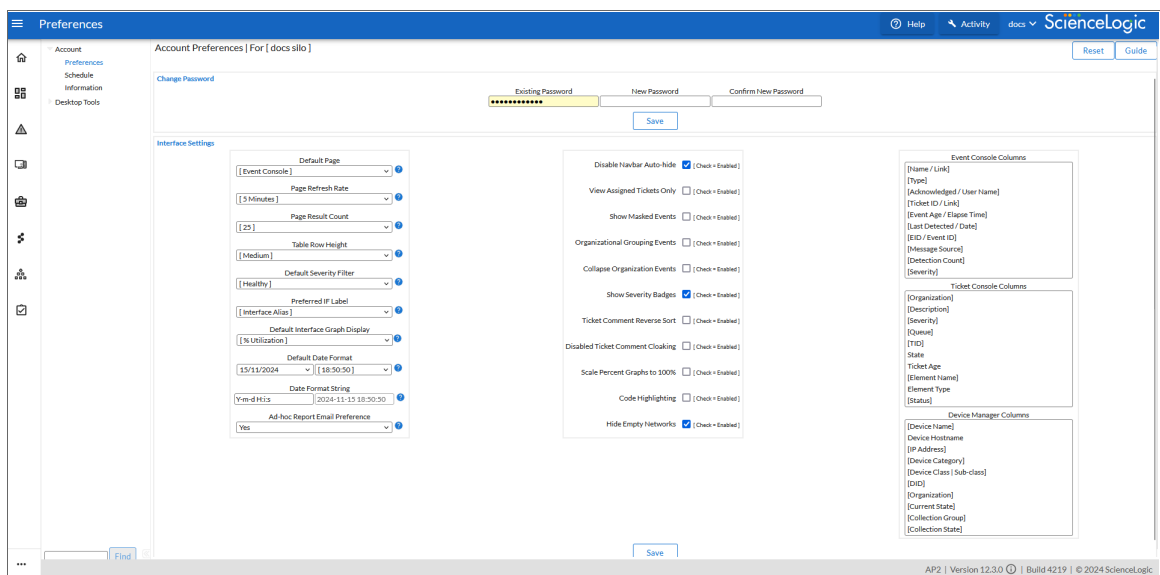 Preferences
Help
Activity
docs
ScienceLogic
Account
Preferences
Schedule
Information
Desktop Tools
Find
Account Preferences | For [ docs silo ]
Reset
Guide
Change Password
Existing Password
New Password
Confirm New Password
Save
Interface Settings
Default Page
[ Event Console ]
Page Refresh Rate
[ 5 Minutes ]
Page Result Count
[ 25 ]
Table Row Height
[ Medium ]
Default Severity Filter
[ Healthy ]
Preferred IF Label
[ Interface Alias ]
Default Interface Graph Display
[ % Utilization ]
Default Date Format
15/11/2024 [ 18:50:50 ]
Date Format String
Y-m-d H:i:s 2024-11-15 18:50:50
Ad-hoc Report Email Preference
Yes
Disable Navbar Auto-hide [ Check = Enabled ]
View Assigned Tickets Only [ Check = Enabled ]
Show Masked Events [ Check = Enabled ]
Organizational Grouping Events [ Check = Enabled ]
Collapse Organization Events [ Check = Enabled ]
Show Severity Badges [ Check = Enabled ]
Ticket Comment Reverse Sort [ Check = Enabled ]
Disabled Ticket Comment Cloaking [ Check = Enabled ]
Scale Percent Graphs to 100% [ Check = Enabled ]
Code Highlighting [ Check = Enabled ]
Hide Empty Networks [ Check = Enabled ]
Event Console Columns
[Name / Link]
[Type]
[Acknowledged / User Name]
[Ticket ID / Link]
[Event Age / Elapse Time]
[Last Detected / Date]
[EID / Event ID]
[Message Source]
[Detection Count]
[Severity]
Ticket Console Columns
[Organization]
[Description]
[Severity]
[Queue]
[TID]
State
Ticket Age
[Element Name]
Element Type
[Status]
Device Manager Columns
[Device Name]
Device Hostname
[IP Address]
[Device Category]
[Device Class | Sub-class]
[DID]
[Organization]
[Current State]
[Collection Group]
[Collection State]
Save
AP2 | Version 12.3.0 | Build 4219 | © 2024 ScienceLogic